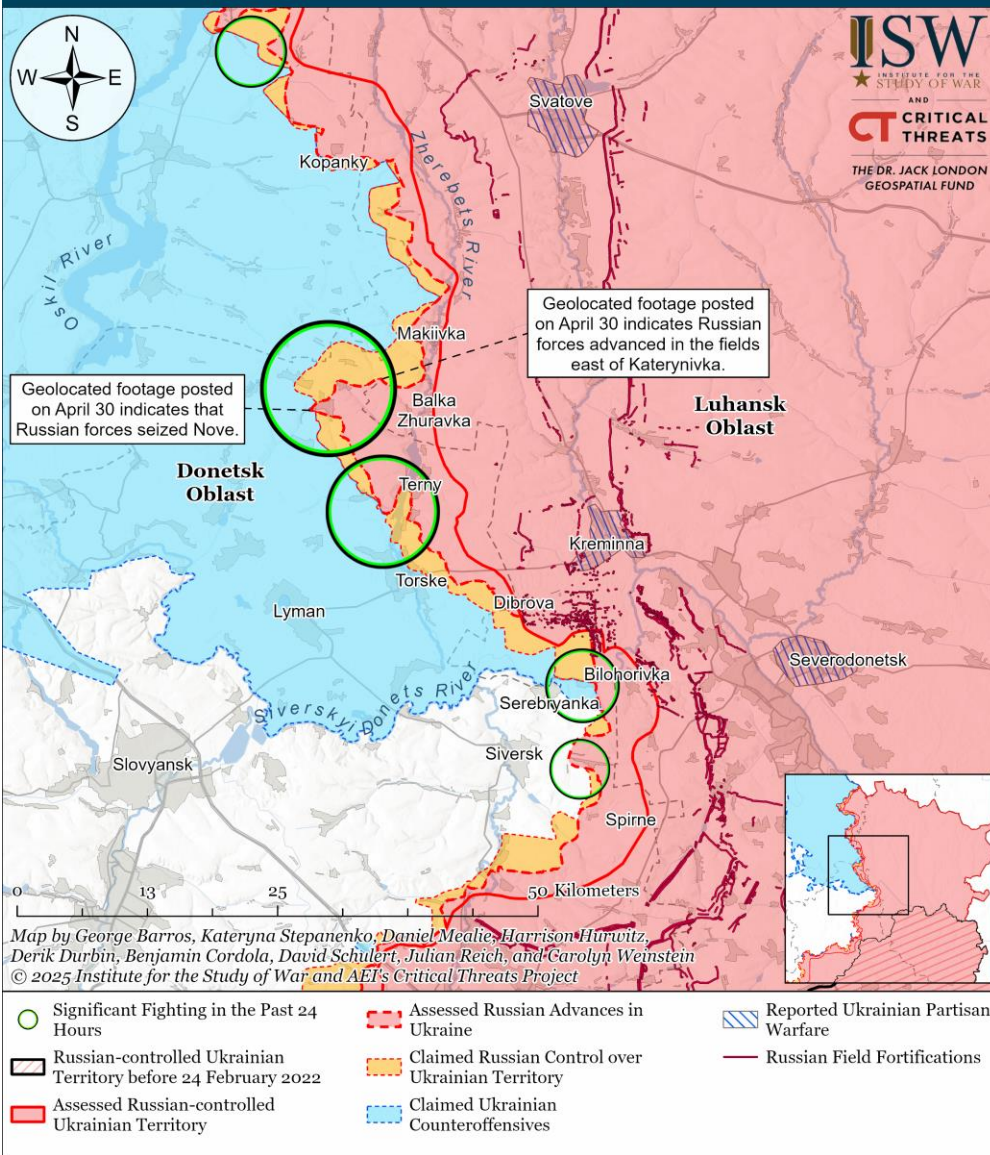 N
W E
S
ISW
INSTITUTE FOR THE
STUDY OF WAR
AND
CT CRITICAL
THREATS
THE DR. JACK LONDON
GEOSPATIAL FUND
Svatove
Kopanky
Zherebets River
Oskil River
Geolocated footage posted
on April 30 indicates Russian
forces advanced in the fields
east of Katerynivka.
Makiivka
Geolocated footage posted
on April 30 indicates that
Russian forces seized Nove.
Balka
Zhuravka
Luhansk
Oblast
Donetsk
Oblast
Terny
Kreminna
Torske
Dibrova
Lyman
Severodonetsk
Bilohorivka
Serebryanka
Siverskyi Donets River
Siversk
Slovyansk
Spirne
0 13 25 50 Kilometers
Map by George Barros, Kateryna Stepanenko, Daniel Mealie, Harrison Hurwitz,
Derik Durbin, Benjamin Cordola, David Schulert, Julian Reich, and Carolyn Weinstein
© 2025 Institute for the Study of War and AEI's Critical Threats Project
Significant Fighting in the Past 24
Hours
Russian-controlled Ukrainian
Territory before 24 February 2022
Assessed Russian-controlled
Ukrainian Territory
Assessed Russian Advances in
Ukraine
Claimed Russian Control over
Ukrainian Territory
Claimed Ukrainian
Counteroffensives
Reported Ukrainian Partisan
Warfare
Russian Field Fortifications